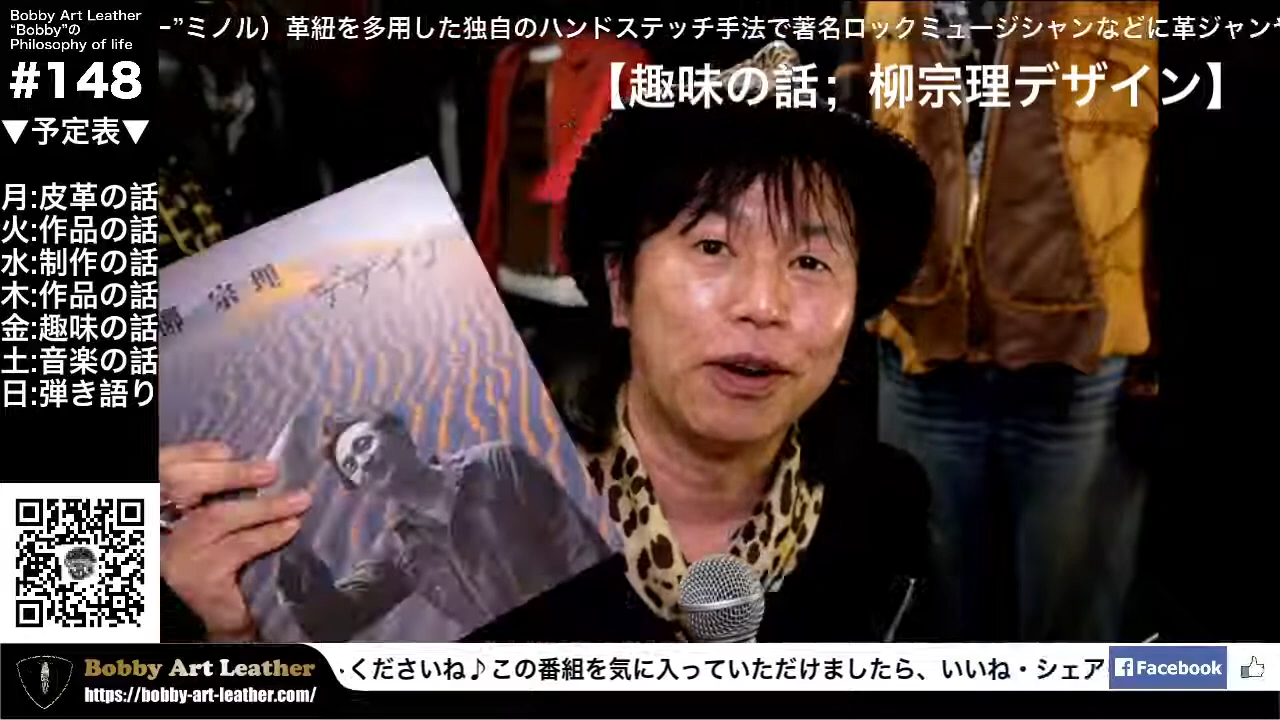 Bobby Art Leather
“Bobby”の
Philosophy of life
#148
▼予定表▼
月:皮革の話
火:作品の話
水:制作の話
木:作品の話
金:趣味の話
土:音楽の話
日:弾き語り
ー”ミノル）革紐を多用した独自のハンドステッチ手法で著名ロックミュージシャンなどに革ジャン
【趣味の話；柳宗理デザイン】
宗理 デザイン
Bobby Art Leather
https://bobby-art-leather.com/
くださいね♪この番組を気に入っていただけましたら、いいね・シェア
Facebook